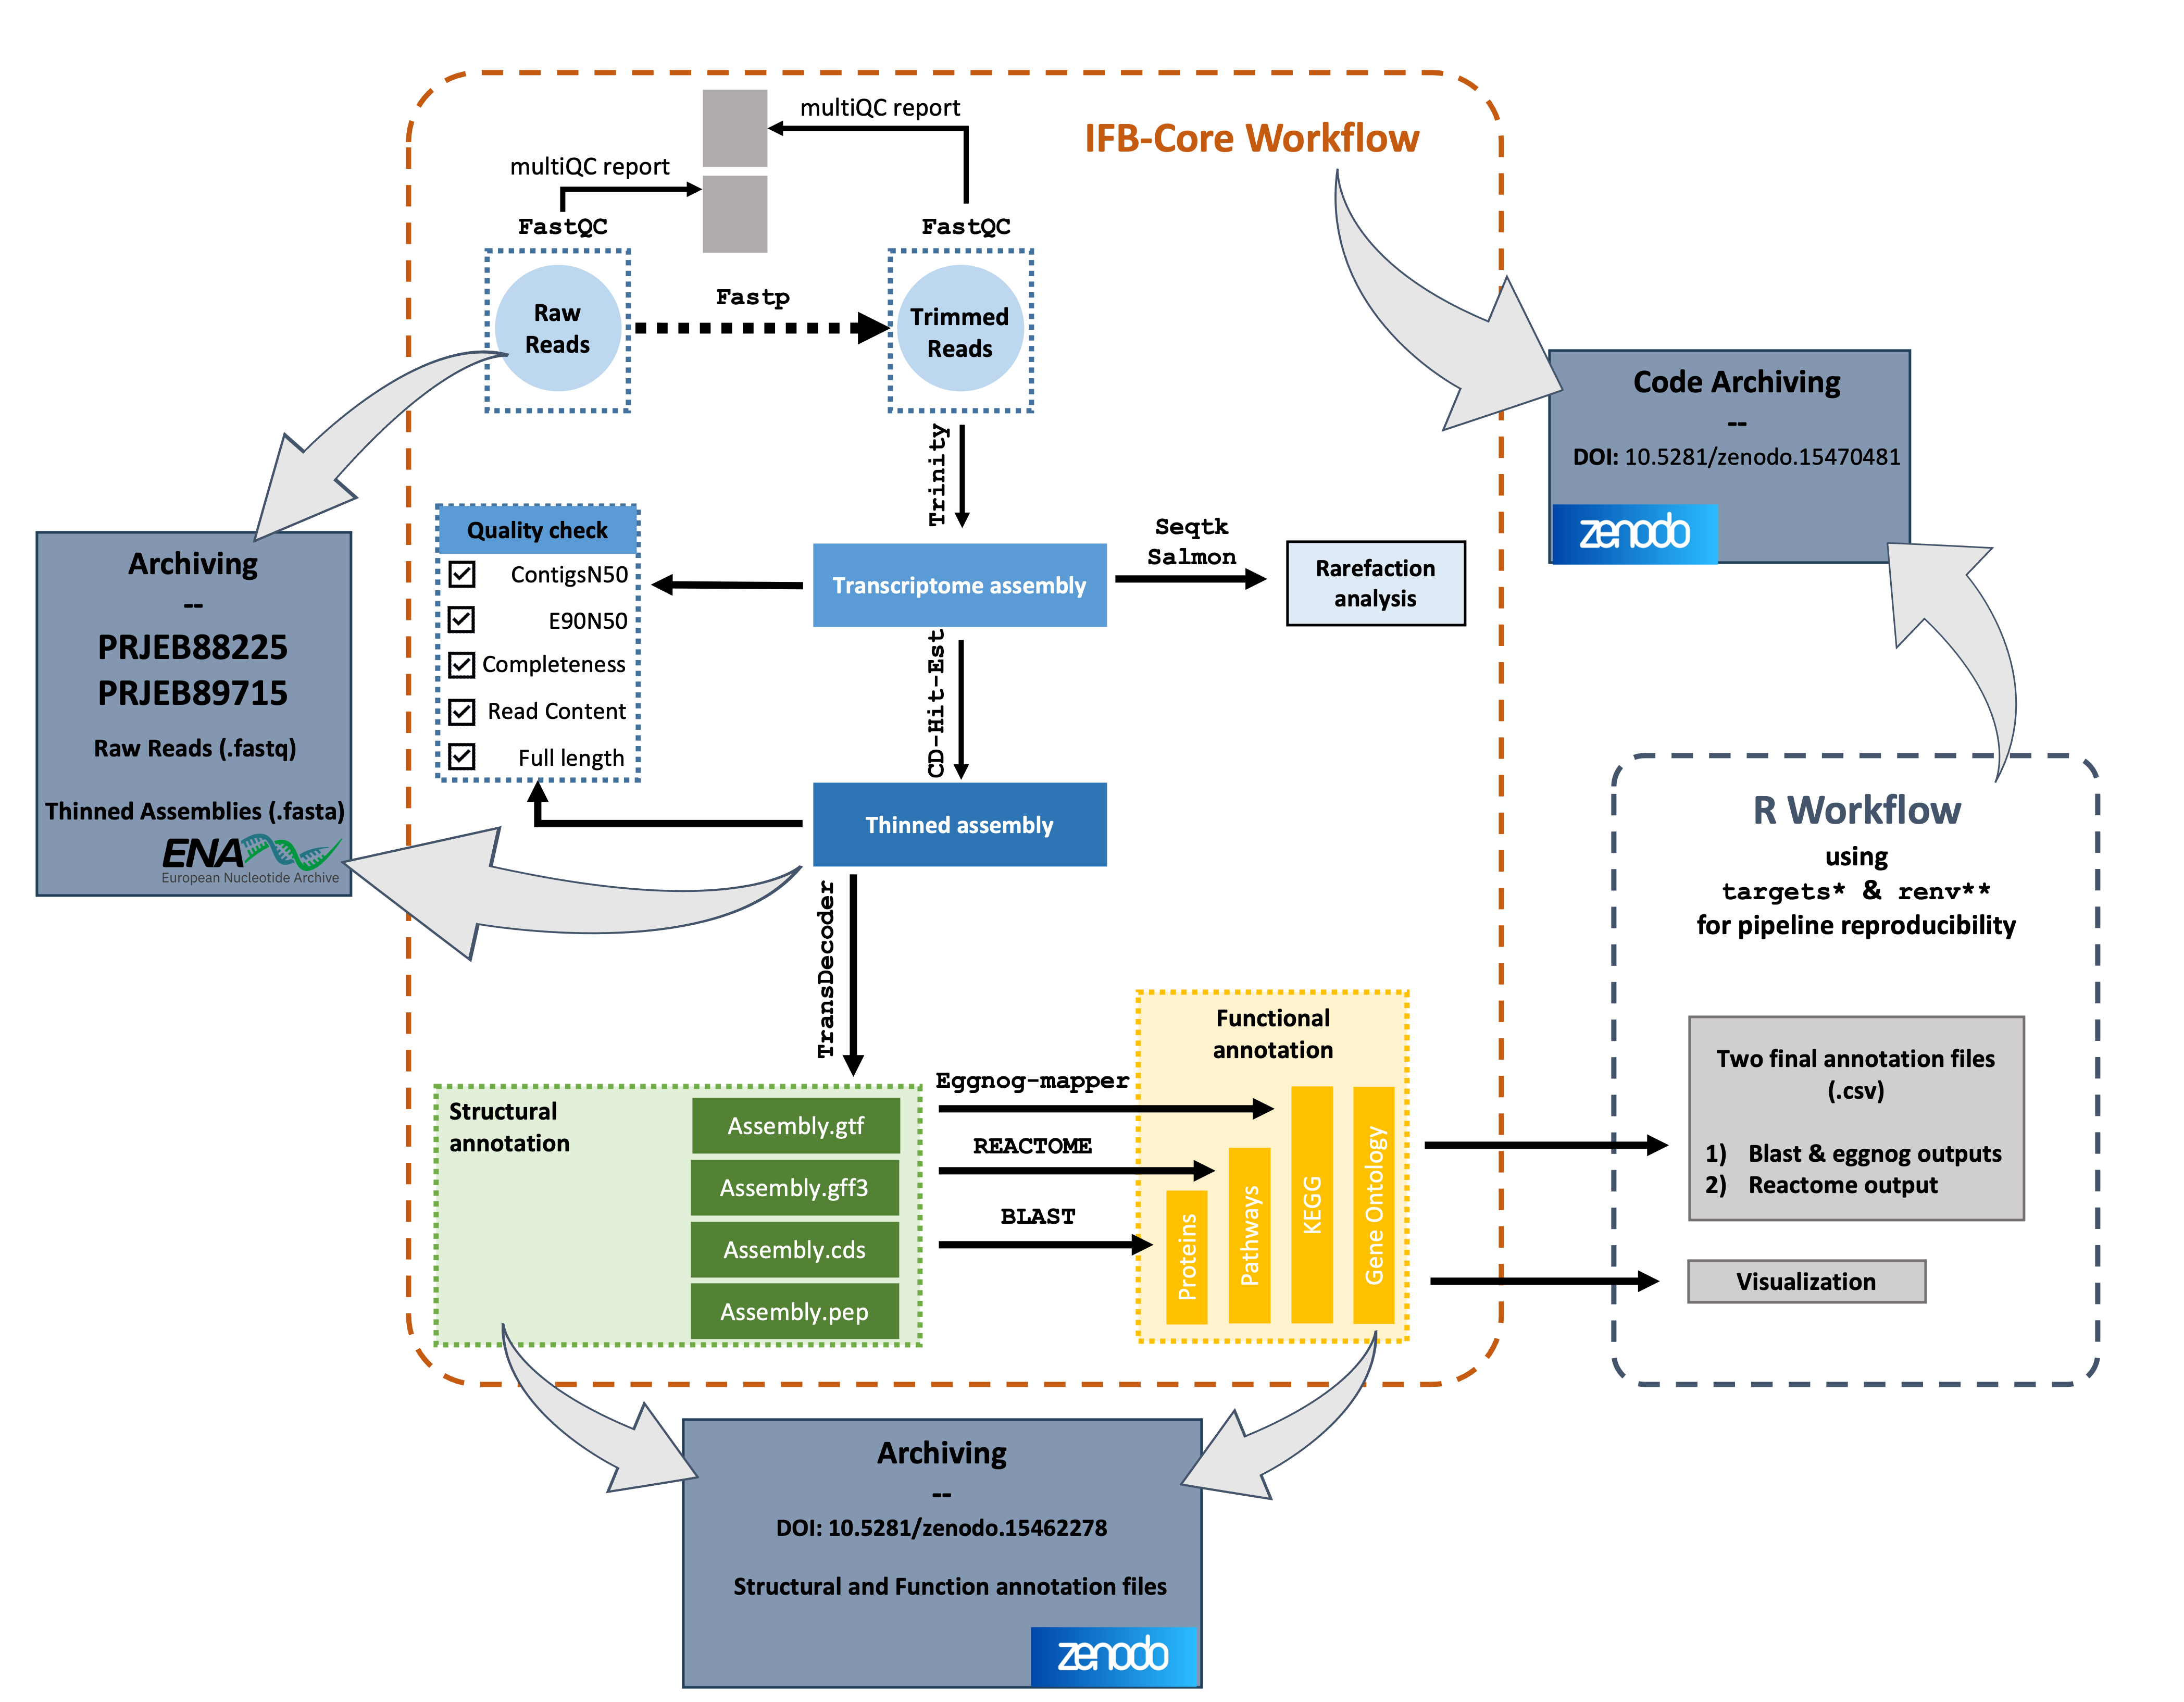 IFB-Core Workflow
multiQC report
multiQC report
FastQC
FastQC
Raw
Reads
Fastp
Trimmed
Reads
Trinity
Quality check
ContigsN50
E90N50
Completeness
Read Content
Full length
Transcriptome assembly
Seqtk
Salmon
Rarefaction
analysis
CD-Hit-Est
Thinned assembly
TransDecoder
Structural
annotation
Assembly.gtf
Assembly.gff3
Assembly.cds
Assembly.pep
Eggnog-mapper
REACTOME
BLAST
Functional
annotation
Proteins
Pathways
KEGG
Gene Ontology
Archiving
--
PRJEB88225
PRJEB89715
Raw Reads (.fastq)
Thinned Assemblies (.fasta)
ENA
European Nucleotide Archive
Code Archiving
--
DOI: 10.5281/zenodo.15470481
zenodo
R Workflow
using
targets* & renv**
for pipeline reproducibility
Two final annotation files
(.csv)
1) Blast & eggnog outputs
2) Reactome output
Visualization
Archiving
--
DOI: 10.5281/zenodo.15462278
Structural and Function annotation files
zenodo